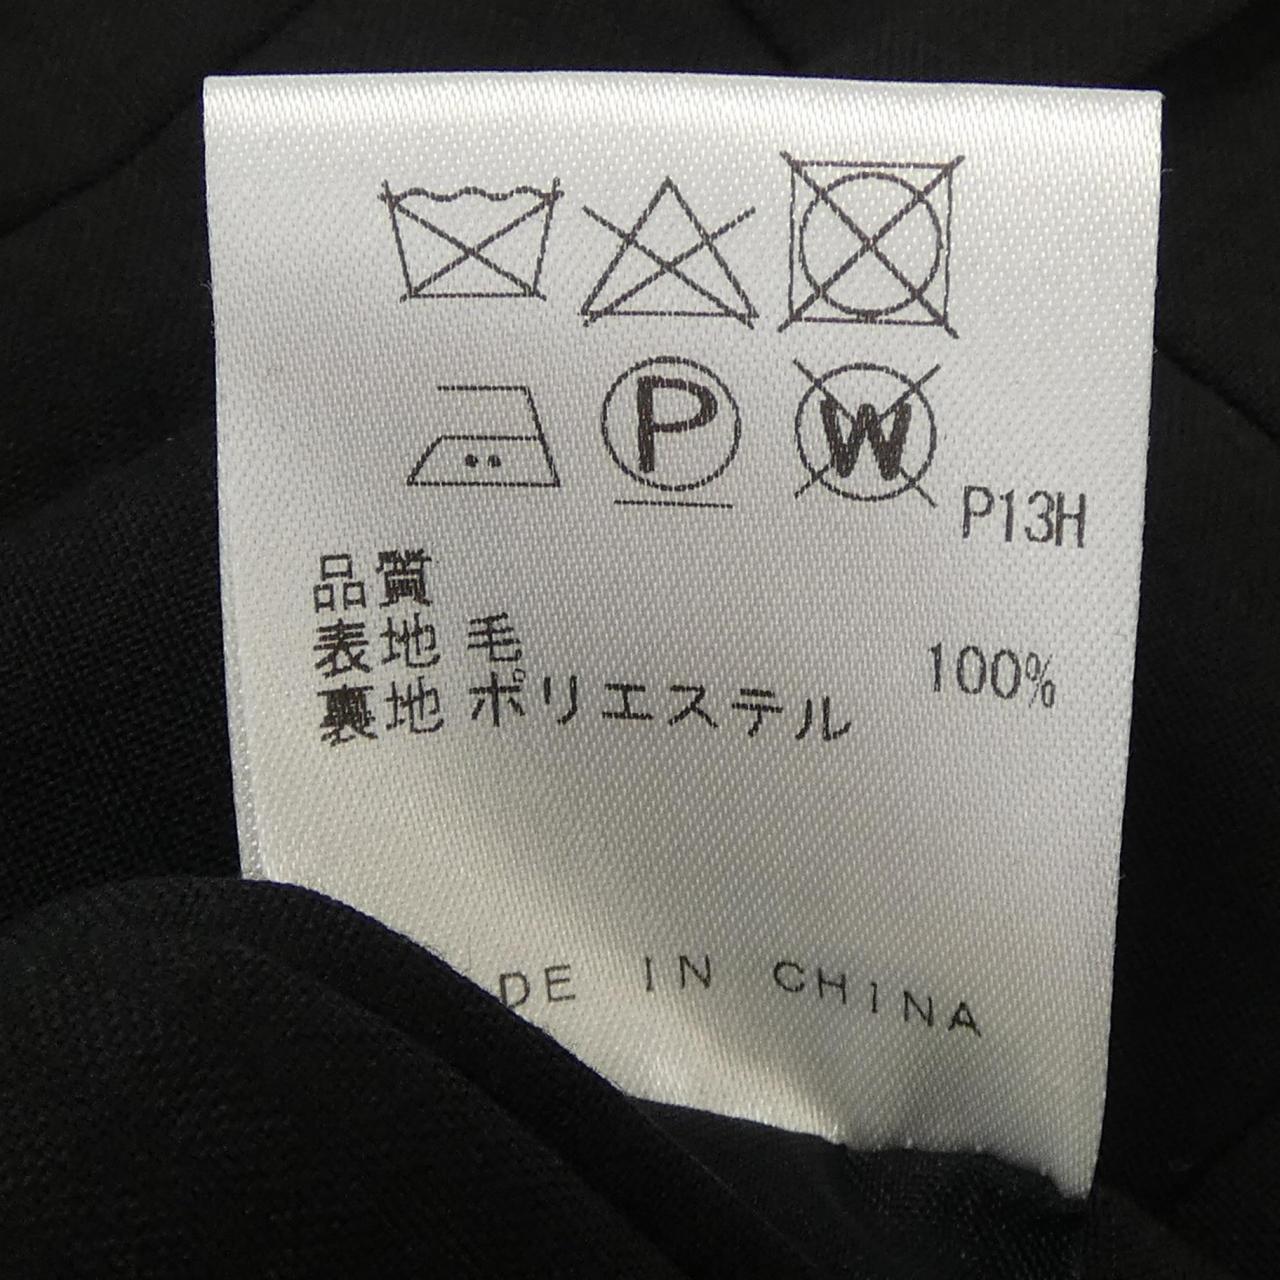 P
W
P13H
品質
表地 毛 100%
裏地 ポリエステル
DE IN CHINA